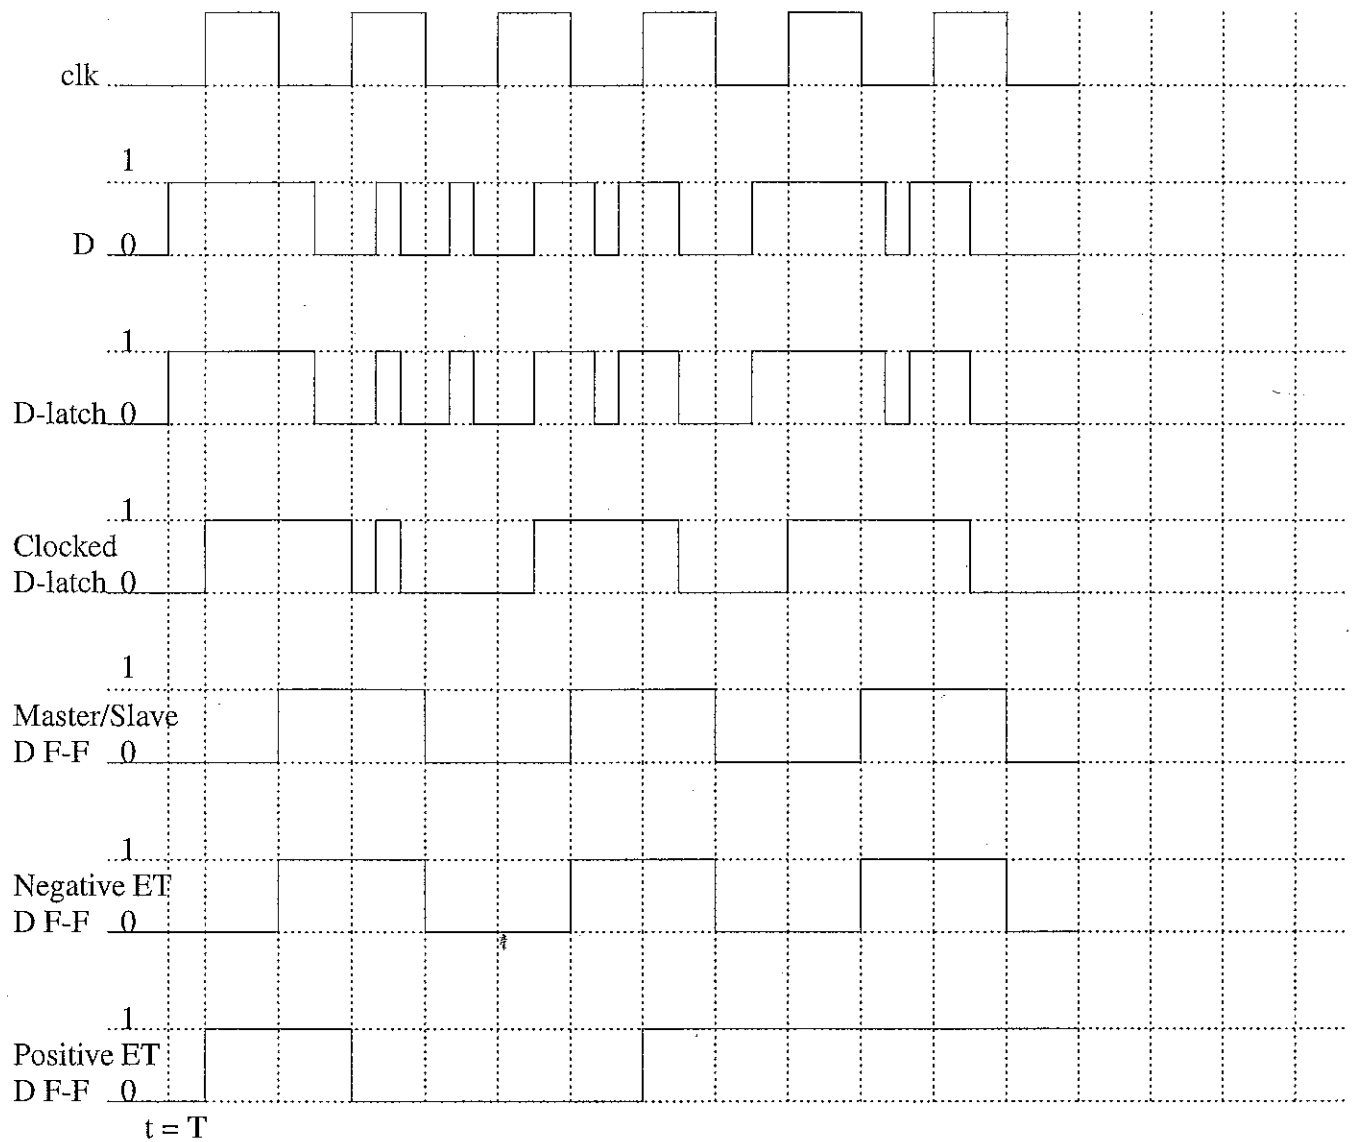 clk
1
D 0
1
D-latch 0
1
Clocked
D-latch 0
1
Master/Slave
D F-F 0
1
Negative ET
D F-F 0
1
Positive ET
D F-F 0
t = T